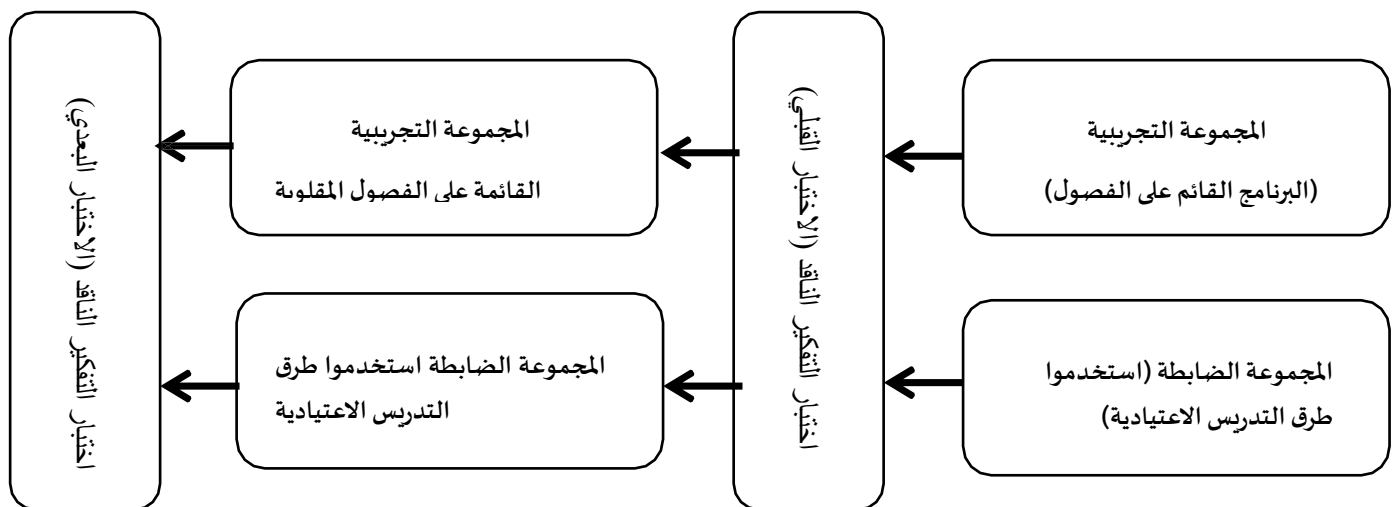 المجموعة التجريبية
(البرنامج القائم على الفصول)
المجموعة الضابطة (استخدموا
طرق التدريس الاعتيادية)
اختبار التفكير الناقد (الاختبار القبلي)
المجموعة التجريبية
القائمة على الفصول المقلوبة
المجموعة الضابطة استخدموا طرق
التدريس الاعتيادية
اختبار التفكير الناقد (الاختبار البعدي)